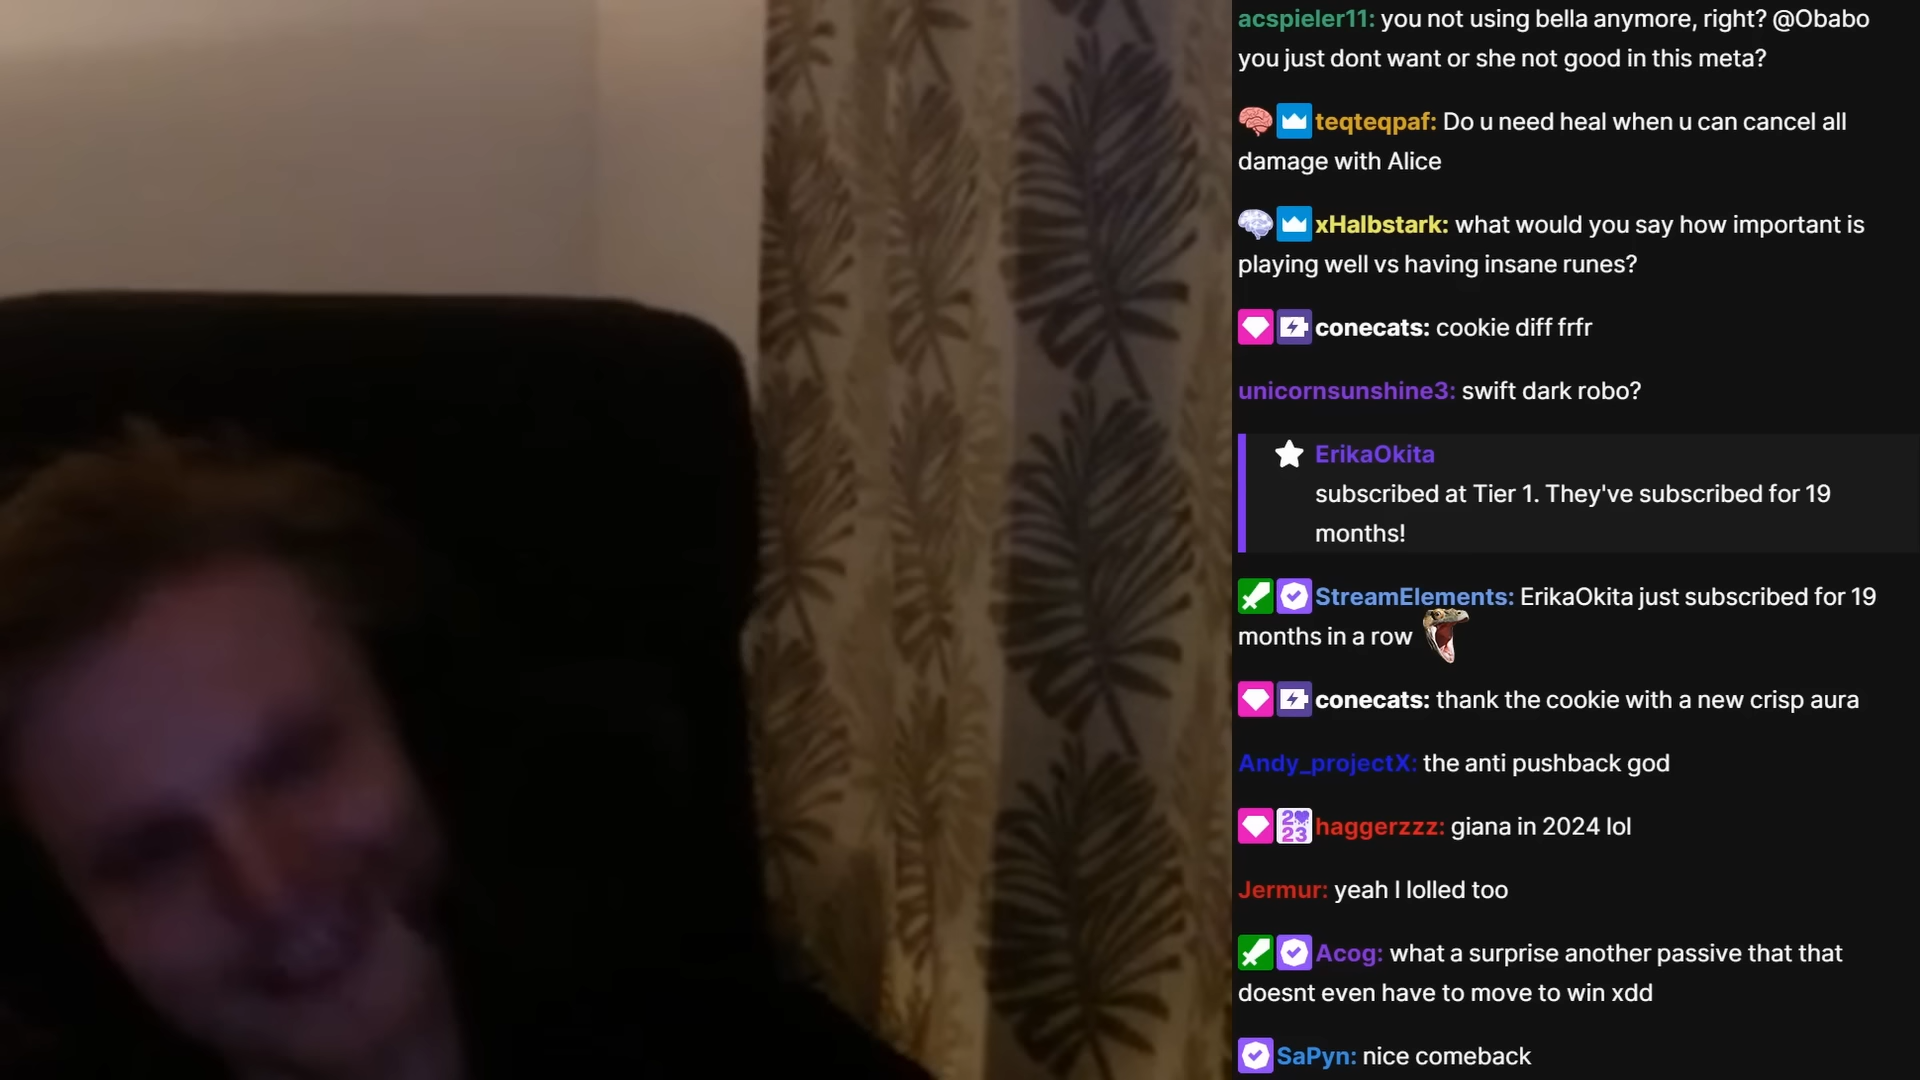 acspieler11: you not using bella anymore, right? @Obabo
you just dont want or she not good in this meta?
teqteqpaf: Do u need heal when u can cancel all
damage with Alice
xHalbstark: what would you say how important is
playing well vs having insane runes?
conecats: cookie diff frfr
unicornsunshine3: swift dark robo?
ErikaOkita
subscribed at Tier 1. They've subscribed for 19
months!
StreamElements: ErikaOkita just subscribed for 19
months in a row
conecats: thank the cookie with a new crisp aura
Andy_projectX: the anti pushback god
2023 haggerzzz: giana in 2024 lol
Jermur: yeah I lolled too
Acog: what a surprise another passive that that
doesnt even have to move to win xdd
SaPyn: nice comeback